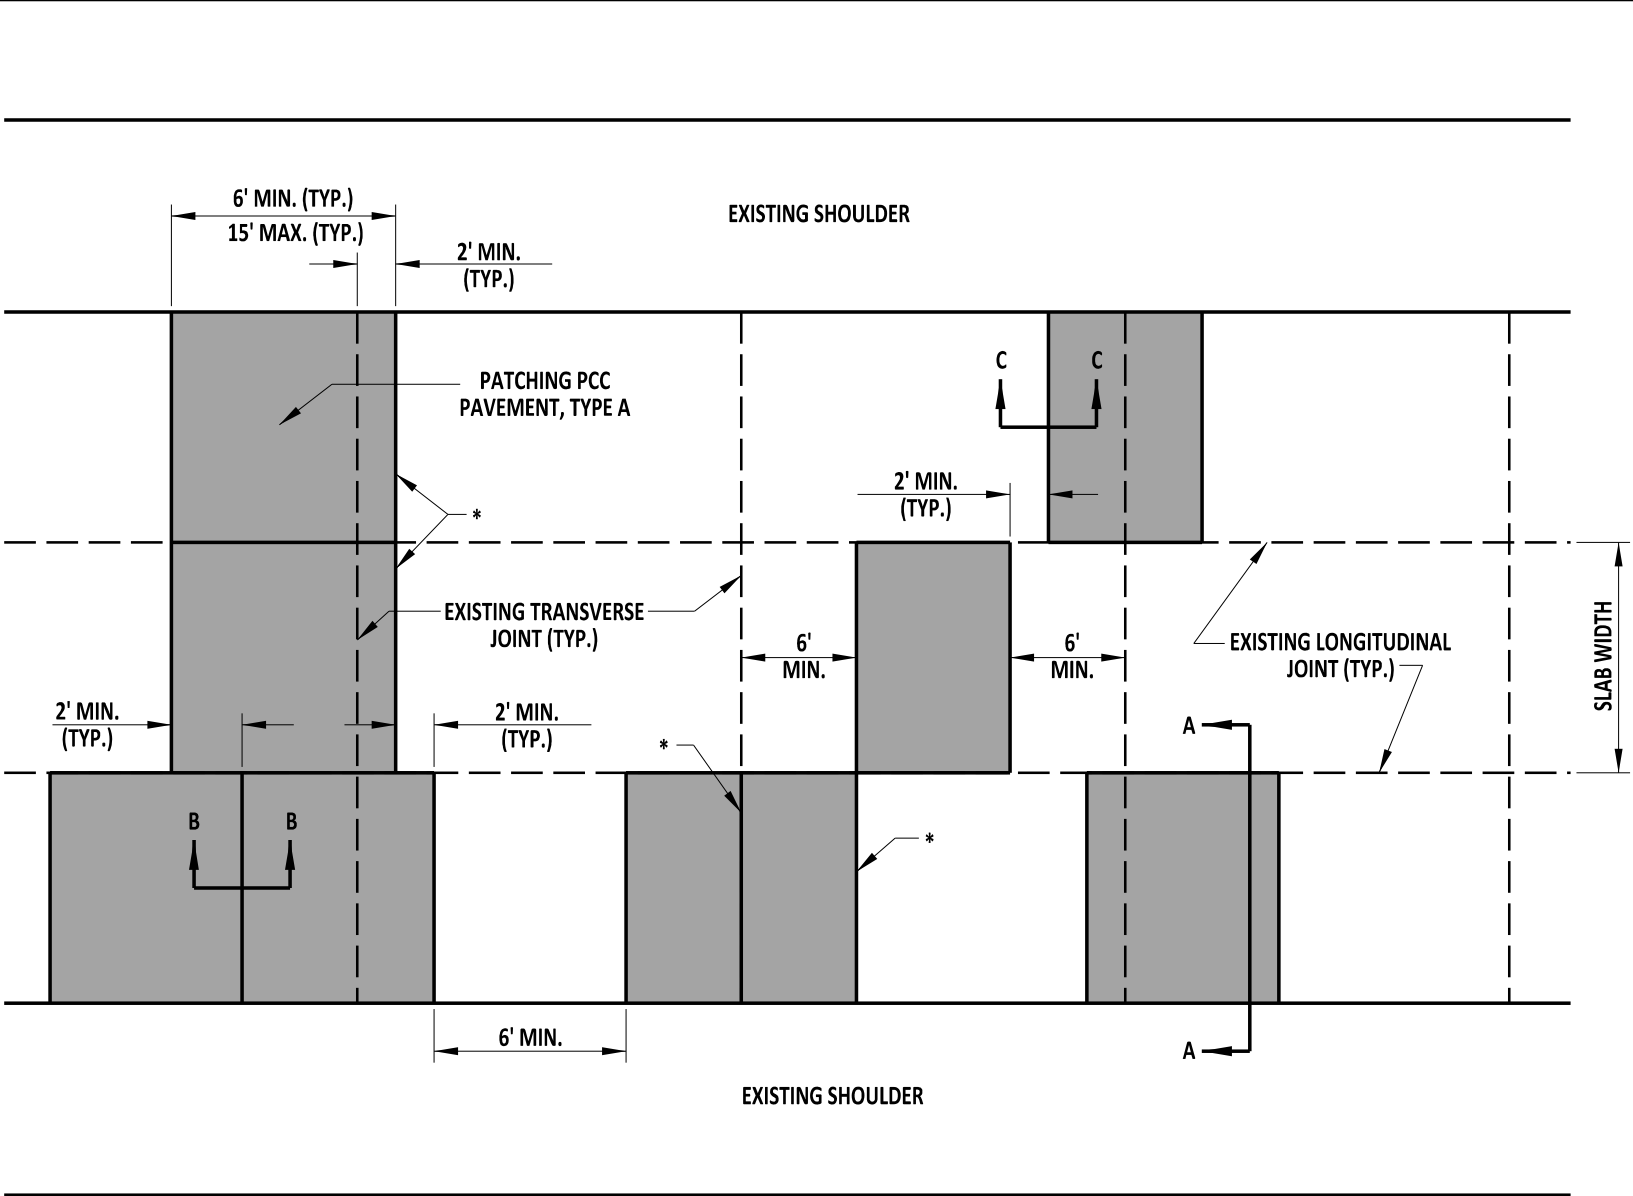 6' MIN. (TYP.)
15' MAX. (TYP.)
EXISTING SHOULDER
2' MIN.
(TYP.)
C
C
PATCHING PCC
PAVEMENT, TYPE A
2' MIN.
(TYP.)
*
EXISTING TRANSVERSE
JOINT (TYP.)
6'
MIN.
6'
MIN.
EXISTING LONGITUDINAL
JOINT (TYP.)
SLAB WIDTH
2' MIN.
(TYP.)
2' MIN.
(TYP.)
*
A
B
B
*
6' MIN.
A
EXISTING SHOULDER